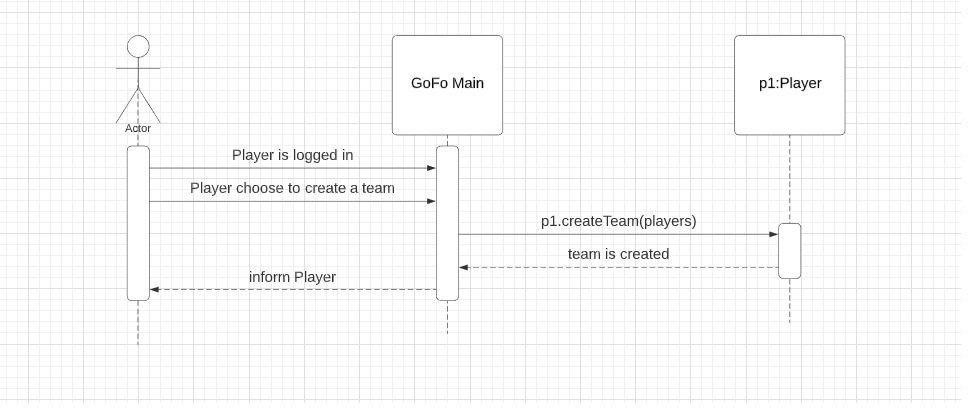 GoFo Main
p1:Player
Actor
Player is logged in
Player choose to create a team
p1.createTeam(players)
team is created
inform Player